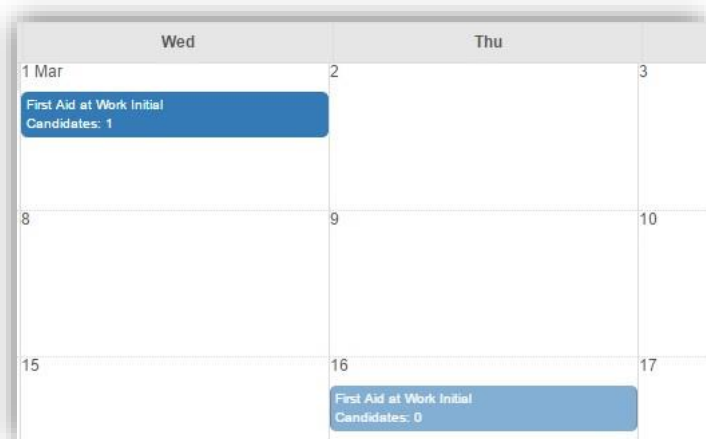 Wed Thu
1 Mar 2 3
First Aid at Work Initial
Candidates: 1
8 9 10
15 16 17
First Aid at Work Initial
Candidates: 0